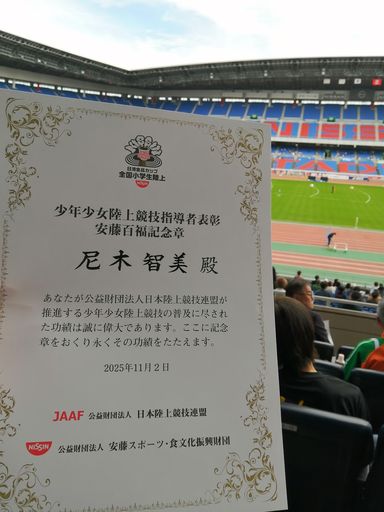 日清食品カップ
全国小学生陸上
NISSIN
少年少女陸上競技指導者表彰
安藤百福記念章
尼木智美 殿
あなたが公益財団法人日本陸上競技連盟が
推進する少年少女陸上競技の普及に尽され
た功績は誠に偉大であります。ここに記念
章をおくり永くその功績をたたえます。
2025年11月2日
JAAF 公益財団法人 日本陸上競技連盟
NISSIN 公益財団法人 安藤スポーツ・食文化振興財団